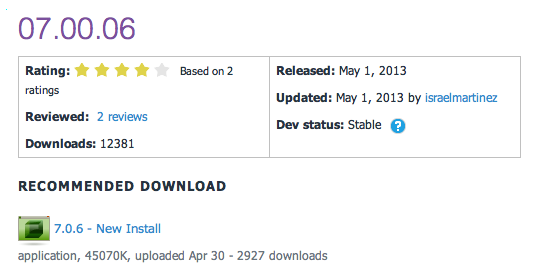 07.00.06
Rating: Based on 2
ratings
Reviewed: 2 reviews
Downloads: 12381
Released: May 1, 2013
Updated: May 1, 2013 by israelmartinez
Dev status: Stable ?
RECOMMENDED DOWNLOAD
7.0.6 - New Install
application, 45070K, uploaded Apr 30 - 2927 downloads